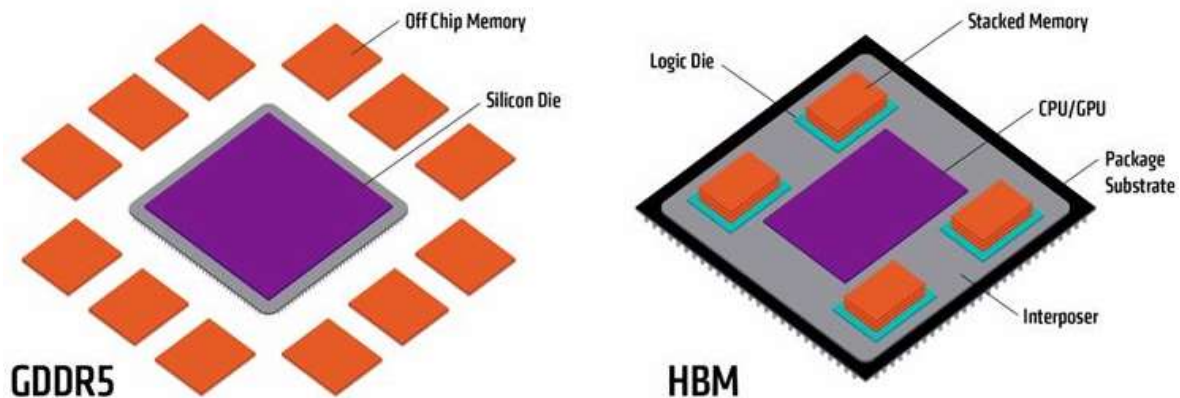 Off Chip Memory
Silicon Die
GDDR5
Stacked Memory
Logic Die
CPU/GPU
Package
Substrate
Interposer
HBM